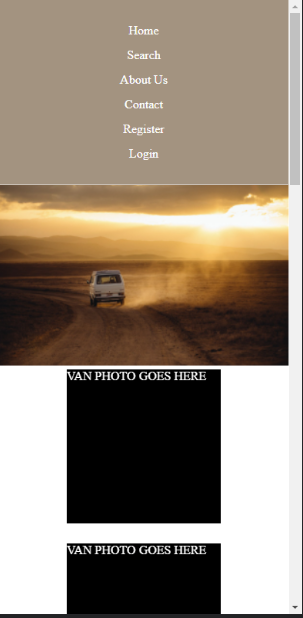 Home
Search
About Us
Contact
Register
Login
VAN PHOTO GOES HERE
VAN PHOTO GOES HERE